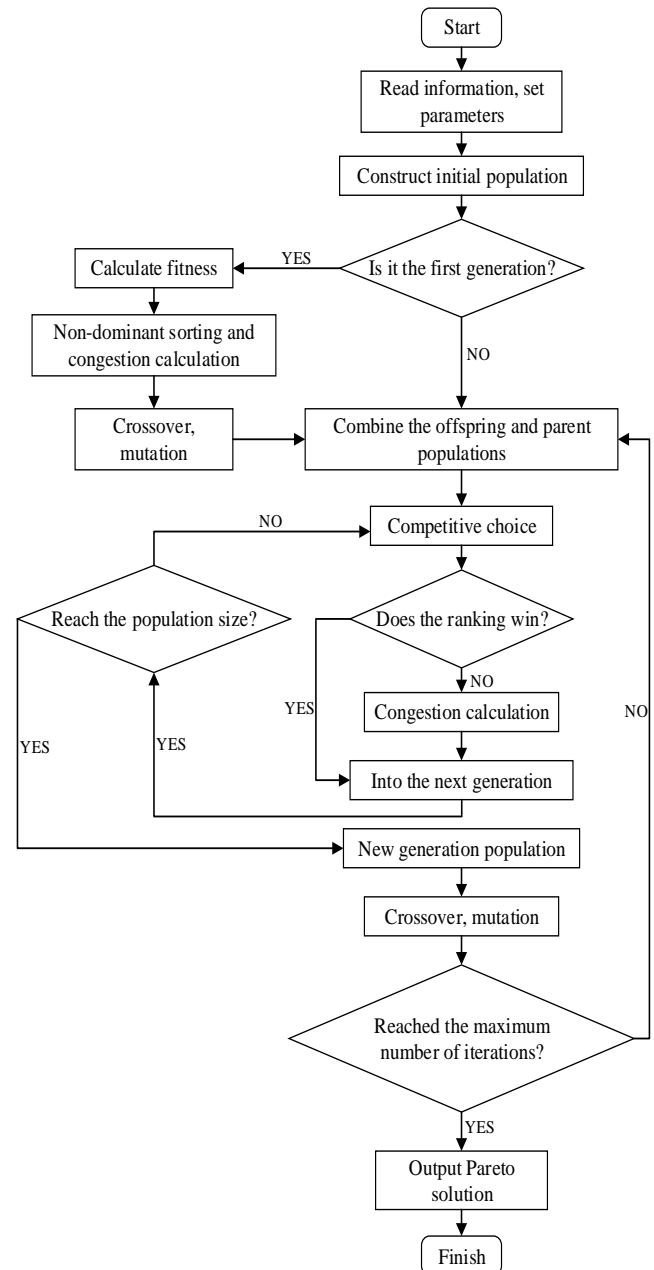 Start
Read information, set
parameters
Construct initial population
Is it the first generation?
YES
Calculate fitness
Non-dominant sorting and
congestion calculation
NO
Crossover,
mutation
Combine the offspring and parent
populations
NO
Competitive choice
Reach the population size?
Does the ranking win?
NO
YES
Congestion calculation
NO
YES
YES
Into the next generation
New generation population
Crossover, mutation
Reached the maximum
number of iterations?
YES
Output Pareto
solution
Finish